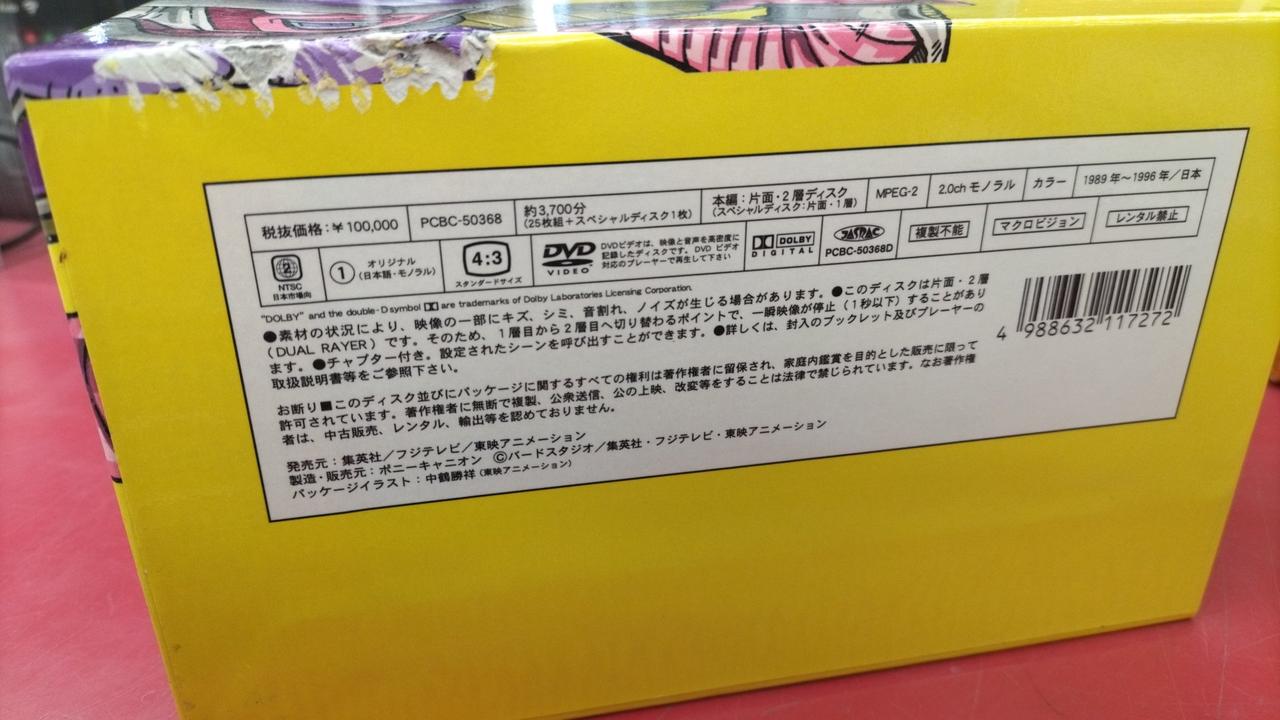 税抜価格:¥100,000
PCBC-50368
約3,700分
(25枚組+スペシャルディスク1枚)
本編:片面・2層ディスク
(スペシャルディスク:片面・1層)
MPEG-2
2.0ch モノラル
カラー
1989年〜1996年/日本
2
NTSC
日本市場向
1
オリジナル
(日本語・モノラル)
4:3
スタンダードサイズ
DVD
VIDEO
DVDビデオは、映像と音声を高密度に
記録したディスクです。DVD ビデオ
対応のプレーヤーで再生して下さい
DOLBY
DIGITAL
JASRAC
PCBC-50368D
複製不能
マクロビジョン
レンタル禁止
"DOLBY" and the double-D symbol are trademarks of Dolby Laboratories Licensing Corporation.
●素材の状況により、映像の一部にキズ、シミ、音割れ、ノイズが生じる場合があります。●このディスクは片面・2層
(DUAL RAYER)です。そのため、1層目から2層目へ切り替わるポイントで、一瞬映像が停止(1秒以下)することがあり
ます。●チャプター付き。設定されたシーンを呼び出すことができます。●詳しくは、封入のブックレット及びプレーヤーの
取扱説明書等をご参照下さい。
お断り■このディスク並びにパッケージに関するすべての権利は著作権者に留保され、家庭内鑑賞を目的とした販売に限って
許可されています。著作権者に無断で複製、公衆送信、公の上映、改変等をすることは法律で禁じられています。なお著作権
者は、中古販売、レンタル、輸出等を認めておりません。
発売元:集英社/フジテレビ/東映アニメーション
製造・販売元:ポニーキャニオン Ⓒバードスタジオ/集英社・フジテレビ・東映アニメーション
パッケージイラスト:中鶴勝祥(東映アニメーション)
4 988632 117272